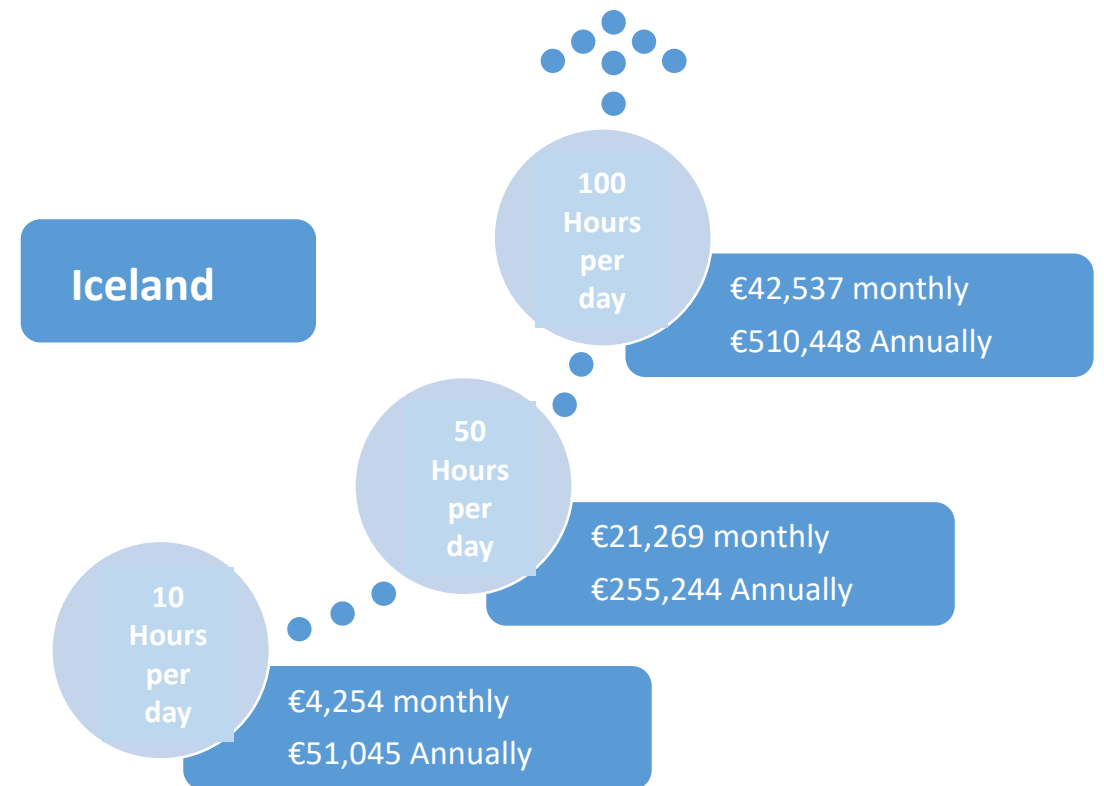 Iceland
100
Hours
per
day
€42,537 monthly
€510,448 Annually
50
Hours
per
day
€21,269 monthly
€255,244 Annually
10
Hours
per
day
€4,254 monthly
€51,045 Annually